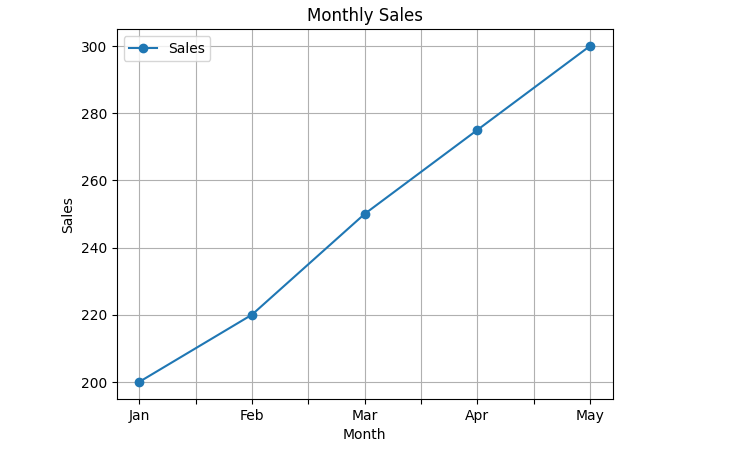 Monthly Sales
Sales
300
280
260
240
220
200
Sales
Jan Feb Mar Apr May
Month